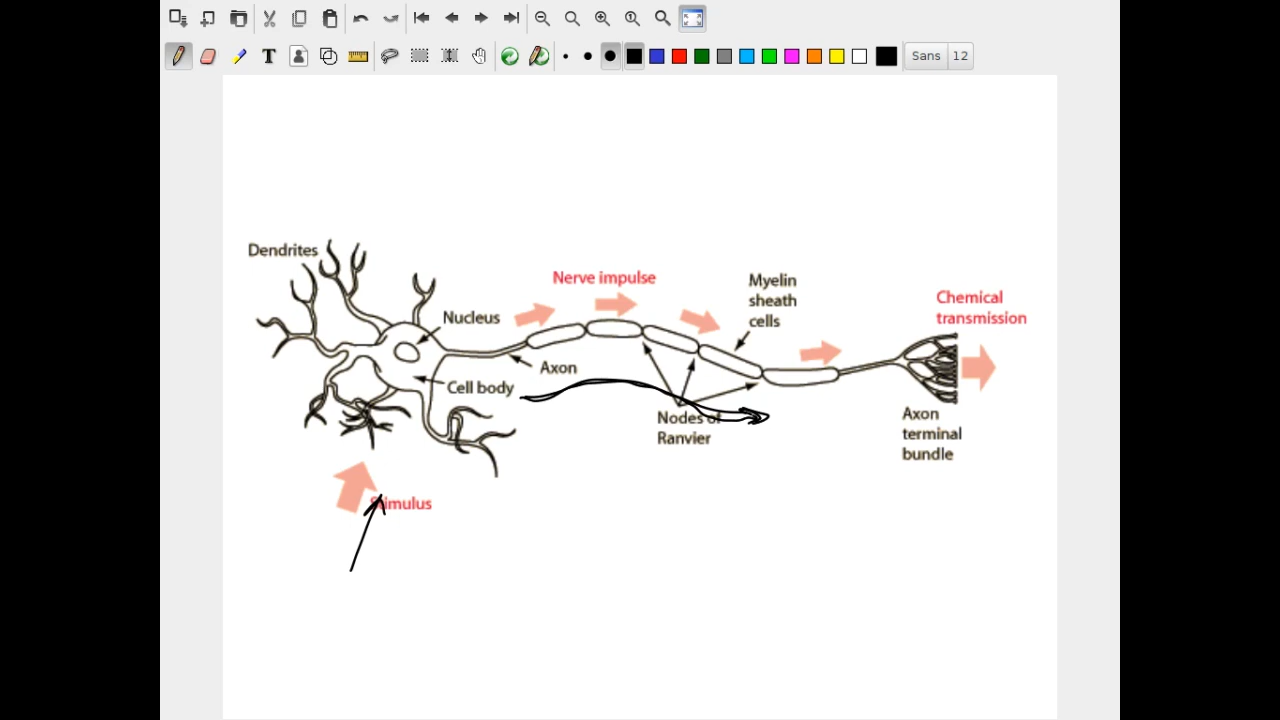 Sans 12
Dendrites
Nerve impulse
Myelin
sheath
cells
Chemical
transmission
Nucleus
Axon
Cell body
Nodes of
Ranvier
Axon
terminal
bundle
Stimulus